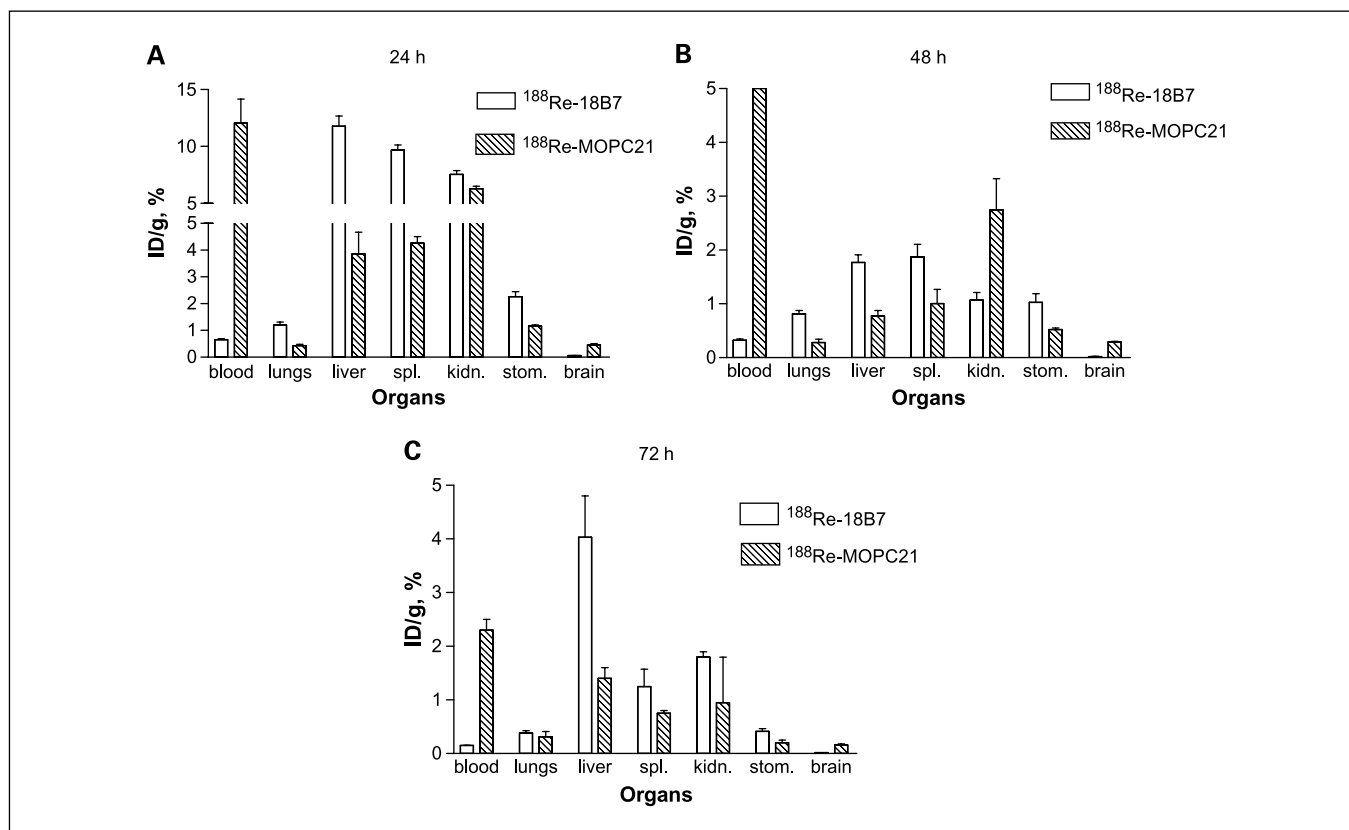 A
24 h
15
10
5
5
4
3
2
1
0
ID/g, %
188Re-18B7
188Re-MOPC21
blood lungs liver spl. kidn. stom. brain
Organs
B
48 h
5
4
3
2
1
0
ID/g, %
188Re-18B7
188Re-MOPC21
blood lungs liver spl. kidn. stom. brain
Organs
C
72 h
5
4
3
2
1
0
ID/g, %
188Re-18B7
188Re-MOPC21
blood lungs liver spl. kidn. stom. brain
Organs